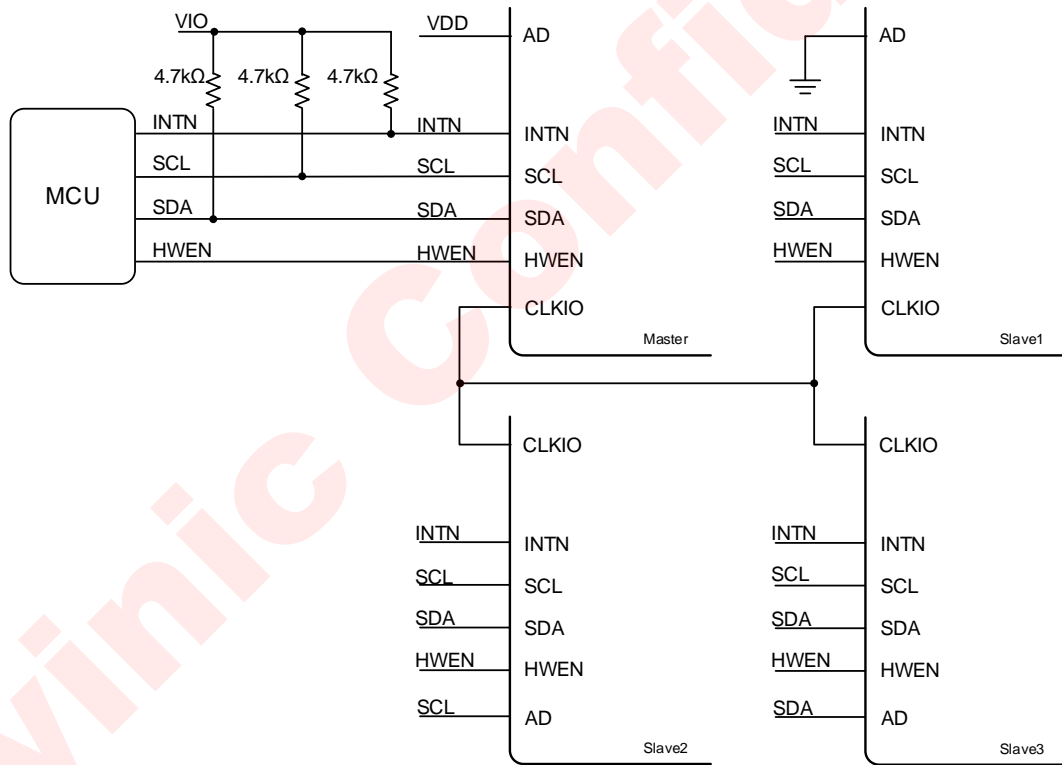 VIO
VDD
AD
AD
4.7kΩ
4.7kΩ
4.7kΩ
INTN
INTN
INTN
INTN
INTN
SCL
SCL
SCL
SCL
SCL
MCU
SDA
SDA
SDA
SDA
SDA
HWEN
HWEN
HWEN
HWEN
HWEN
CLKIO
CLKIO
Master
Slave1
CLKIO
CLKIO
INTN
INTN
INTN
INTN
SCL
SCL
SCL
SCL
SDA
SDA
SDA
SDA
HWEN
HWEN
HWEN
HWEN
SCL
AD
SDA
AD
Slave2
Slave3
vinic Confid